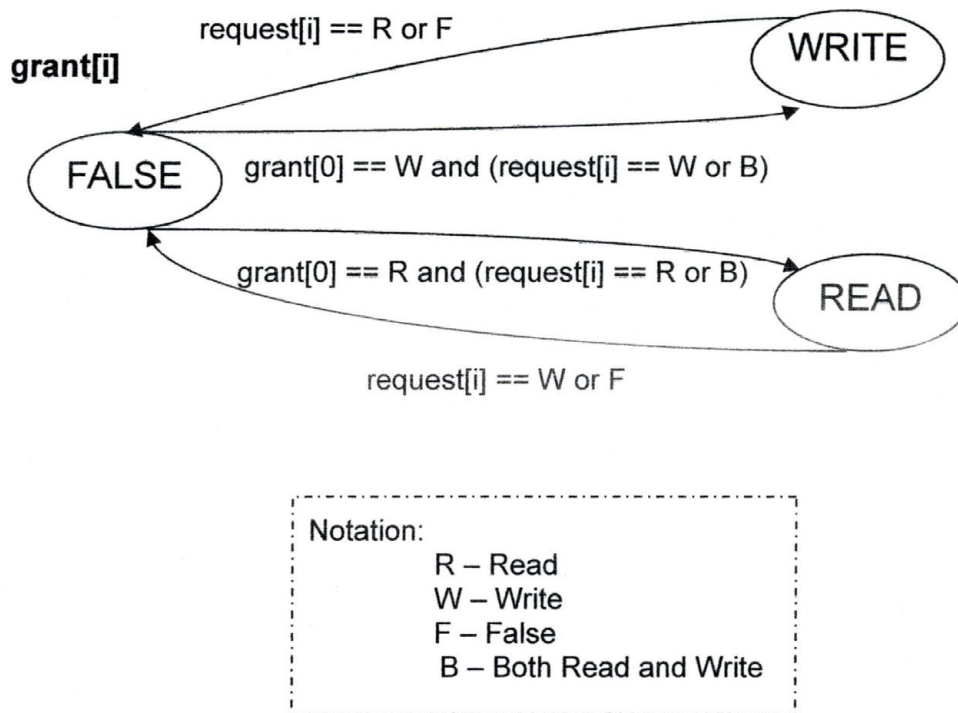 request[i] == R or F
WRITE
grant[i]
FALSE
grant[0] == W and (request[i] == W or B)
grant[0] == R and (request[i] == R or B)
READ
request[i] == W or F
Notation:
R – Read
W – Write
F – False
B – Both Read and Write